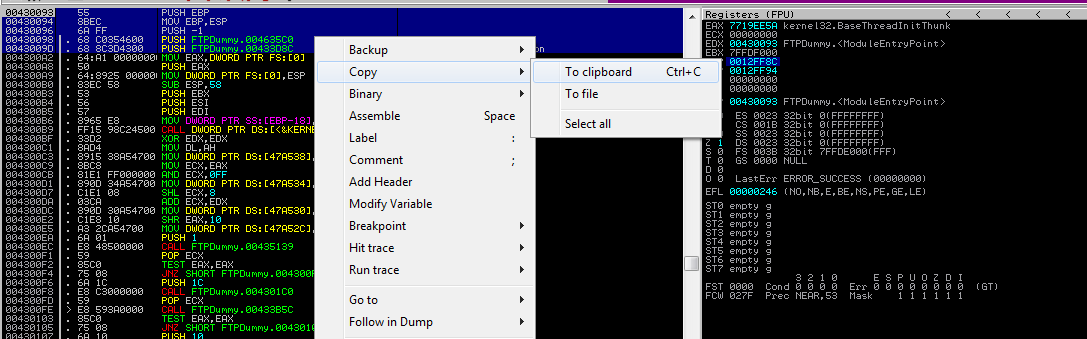 00430093 55 PUSH EBP
00430094 . 8BEC MOV EBP,ESP
00430096 . 6A FF PUSH -1
00430098 . 68 C0354600 PUSH FTPDummy.004635C0
0043009D . 68 8C3D4300 PUSH FTPDummy.00433D8C
004300A2 . 64:A1 0000000 MOV EAX,DWORD PTR FS:[0]
. 50 PUSH EAX
. 64:8925 000000 MOV DWORD PTR FS:[0],ESP
. 83EC 58 SUB ESP,58
. 53 PUSH EBX
. 56 PUSH ESI
. 57 PUSH EDI
. 8965 E8 MOV DWORD PTR SS:[EBP-18],
004300B9 . FF15 98C24500 CALL DWORD PTR DS:[<&KERNE
004300BF . 33D2 XOR EDX,EDX
004300C1 . 8AD4 MOV DL,AH
004300C3 . 8915 38A54700 MOV DWORD PTR DS:[47A538],
004300C9 . 8BC8 MOV ECX,EAX
004300CB . 81E1 FF000000 AND ECX,0FF
004300D1 . 890D 34A54700 MOV DWORD PTR DS:[47A534],
004300D7 . C1E1 08 SHL ECX,8
004300DA . 03CA ADD ECX,EDX
004300DC . 890D 30A54700 MOV DWORD PTR DS:[47A530],
004300E2 . C1E8 10 SHR EAX,10
004300E5 . A3 2CA54700 MOV DWORD PTR DS:[47A52C],
004300EA . 6A 01 PUSH 1
004300EC . E8 48500000 CALL FTPDummy.00435139
004300F1 . 59 POP ECX
004300F2 . 85C0 TEST EAX,EAX
004300F4 . 75 08 JNZ SHORT FTPDummy.004300F
004300F6 . 6A 1C PUSH 1C
004300F8 . E8 C3000000 CALL FTPDummy.004301C0
004300FD . 59 POP ECX
004300FE > E8 593A0000 CALL FTPDummy.00433B5C
00430103 . 85C0 TEST EAX,EAX
00430105 . 75 08 JNZ SHORT FTPDummy.0043010
00430107 . 6A 10 PUSH 10
Backup
Copy
Binary
Assemble Space
Label :
Comment ;
Add Header
Modify Variable
Breakpoint
Hit trace
Run trace
Go to
Follow in Dump
To clipboard Ctrl+C
To file
Select all
Registers (FPU) < < < < <
EAX 7719EE5A kernel32.BaseThreadInitThunk
ECX 00000000
EDX 00430093 FTPDummy.<ModuleEntryPoint>
EBX 7FFDF000
0012FF8C
0012FF94
00000000
00000000
00430093 FTPDummy.<ModuleEntryPoint>
ES 0023 32bit 0(FFFFFFFF)
CS 001B 32bit 0(FFFFFFFF)
SS 0023 32bit 0(FFFFFFFF)
Z 1 DS 0023 32bit 0(FFFFFFFF)
S 0 FS 003B 32bit 7FFDE000(FFF)
T 0 GS 0000 NULL
D 0
O 0 LastErr ERROR_SUCCESS (00000000)
EFL 00000246 (NO,NB,E,BE,NS,PE,GE,LE)
ST0 empty g
ST1 empty g
ST2 empty g
ST3 empty g
ST4 empty g
ST5 empty g
ST6 empty g
ST7 empty g
3 2 1 0 E S P U O Z D I
FST 0000 Cond 0 0 0 0 Err 0 0 0 0 0 0 0 0 (GT)
FCW 027F Prec NEAR,53 Mask 1 1 1 1 1 1